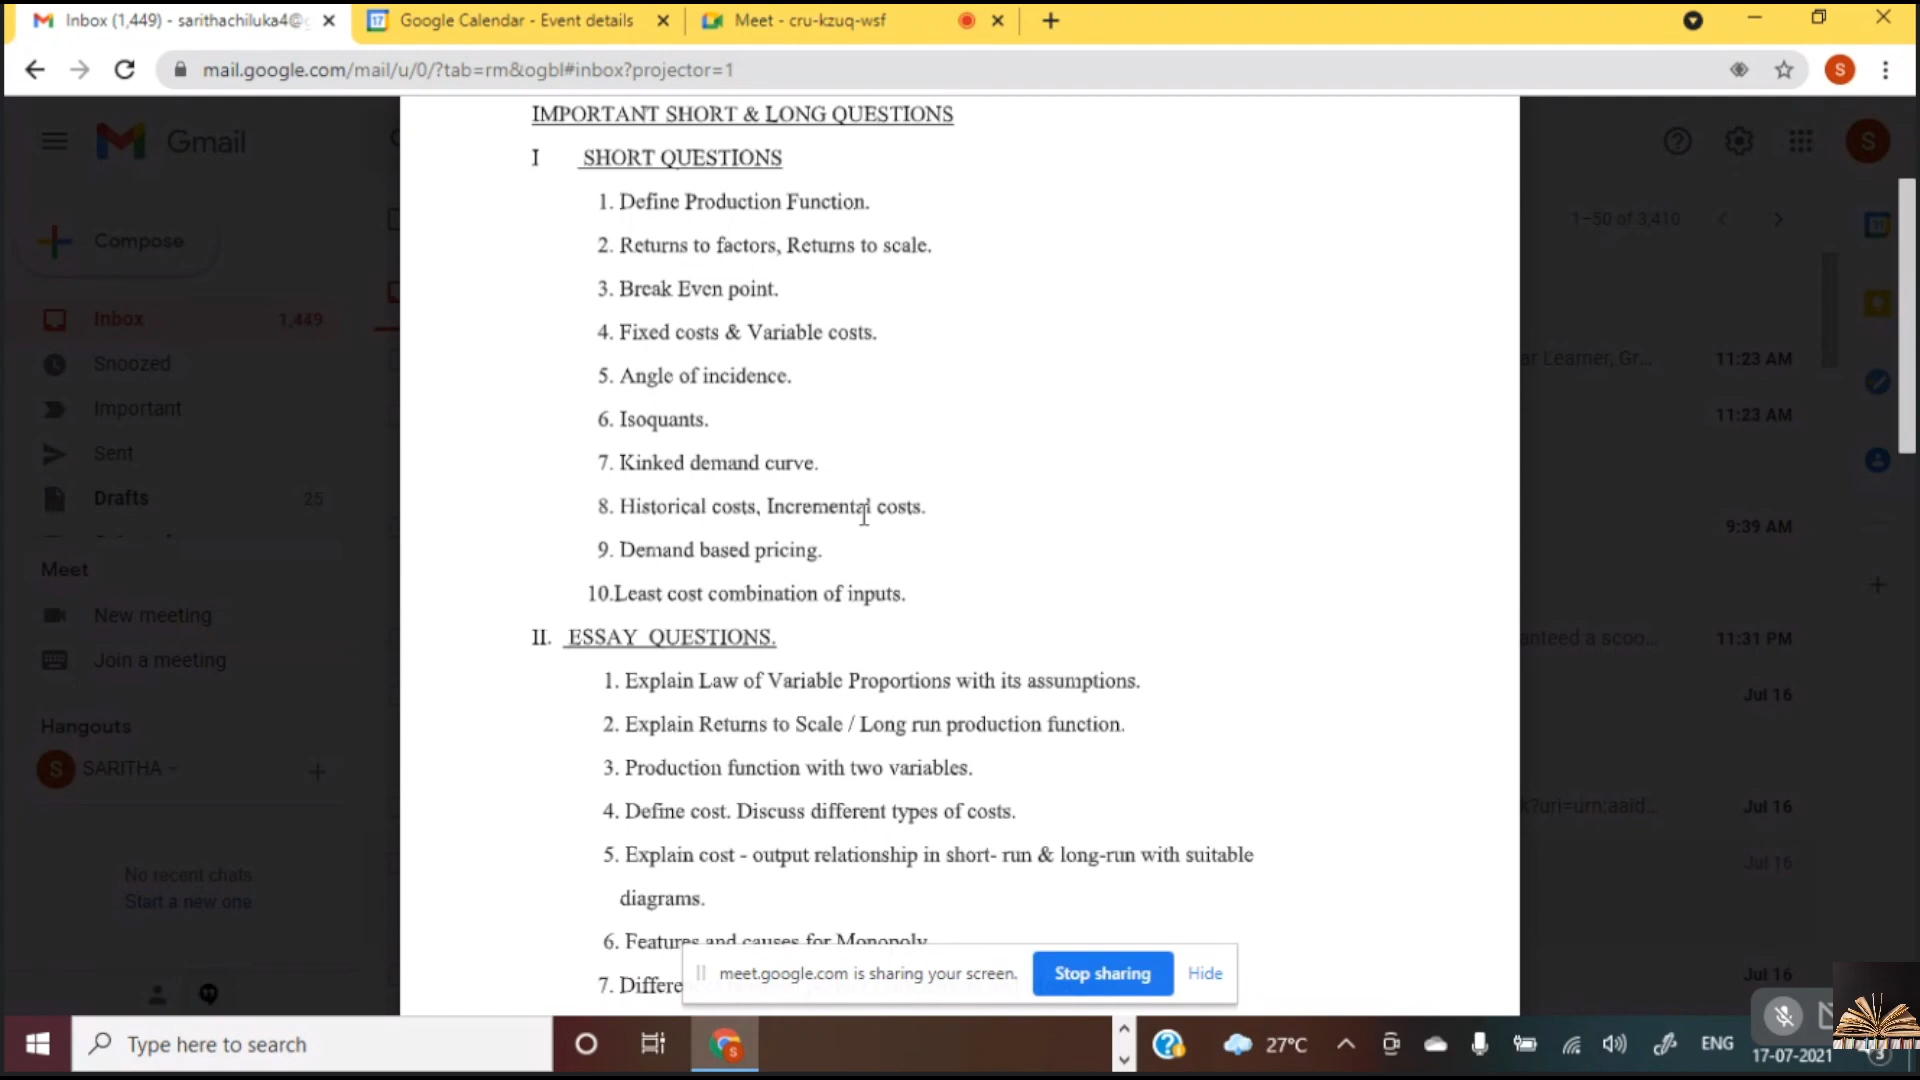 Inbox (1,449) - sarithachiluka4@
Google Calendar - Event details
Meet - cru-kzuq-wsf
mail.google.com/mail/u/0/?tab=rm&ogbl#inbox?projector=1
S
Gmail
S
Compose
1–50 of 3,410
Inbox 1,449
Snoozed
Important
Sent
Drafts 25
Meet
New meeting
Join a meeting
Hangouts
S SARITHA
No recent chats
Start a new one
IMPORTANT SHORT & LONG QUESTIONS
I SHORT QUESTIONS
1. Define Production Function.
2. Returns to factors, Returns to scale.
3. Break Even point.
4. Fixed costs & Variable costs.
5. Angle of incidence.
6. Isoquants.
7. Kinked demand curve.
8. Historical costs, Incremental costs.
9. Demand based pricing.
10.Least cost combination of inputs.
II. ESSAY QUESTIONS.
1. Explain Law of Variable Proportions with its assumptions.
2. Explain Returns to Scale / Long run production function.
3. Production function with two variables.
4. Define cost. Discuss different types of costs.
5. Explain cost - output relationship in short- run & long-run with suitable
diagrams.
6. Features and causes for Monopoly
7. Differe
meet.google.com is sharing your screen. Stop sharing Hide
ar Learner, Gr... 11:23 AM
11:23 AM
9:39 AM
anteed a scoo... 11:31 PM
Jul 16
k?uri=urn:aaid... Jul 16
Jul 16
Jul 16
Type here to search
27°C
ENG
17-07-2021
3